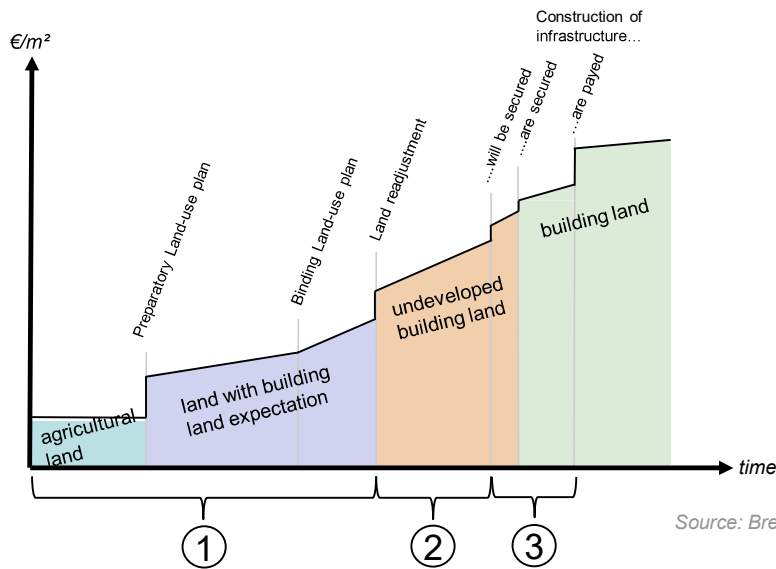 Construction of
infrastructure…
€/m²
Preparatory Land-use plan
Binding Land-use plan
Land readjustment
…will be secured
….are secured
…are payed
agricultural
land
land with building
land expectation
undeveloped
building land
building land
time
1
2
3
Source: Bre